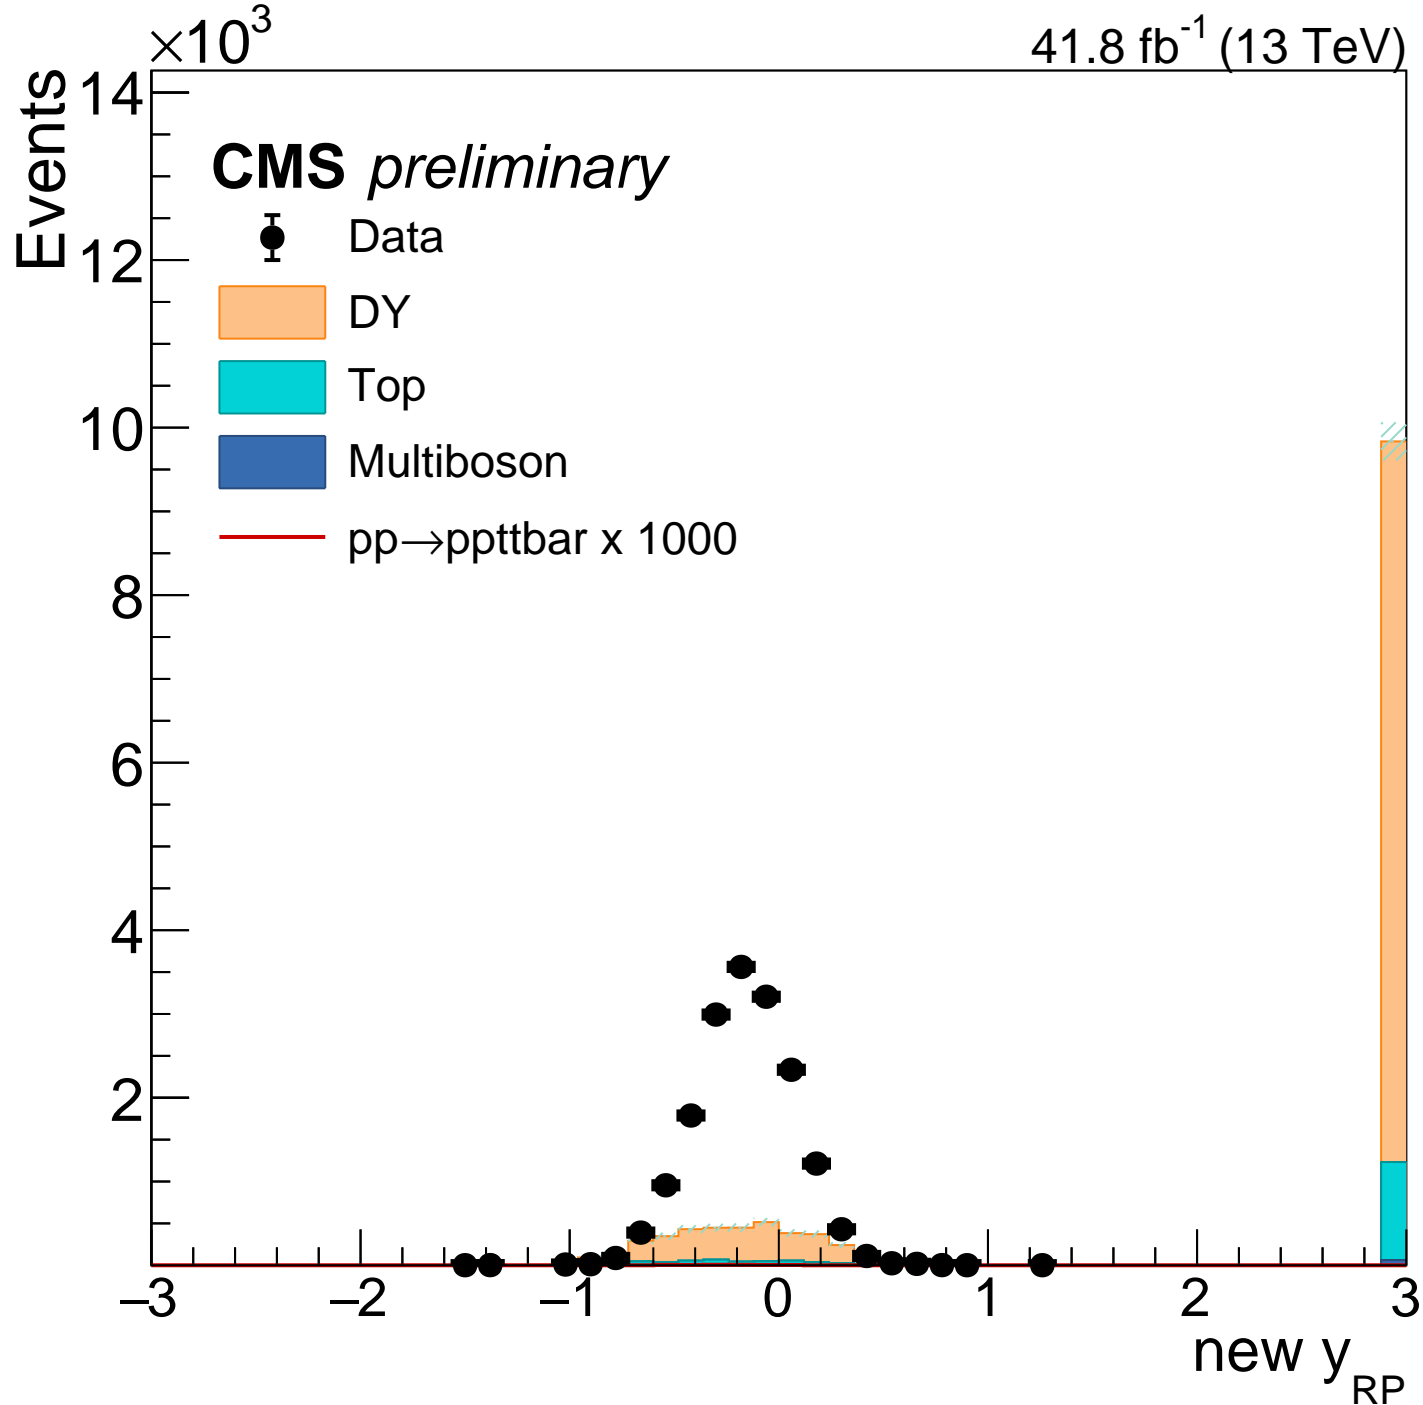 ×10³
41.8 fb⁻¹ (13 TeV)
Events
14
12
10
8
6
4
2
CMS preliminary
Data
DY
Top
Multiboson
pp→ppttbar x 1000
−3 −2 −1 0 1 2 3
new y_RP